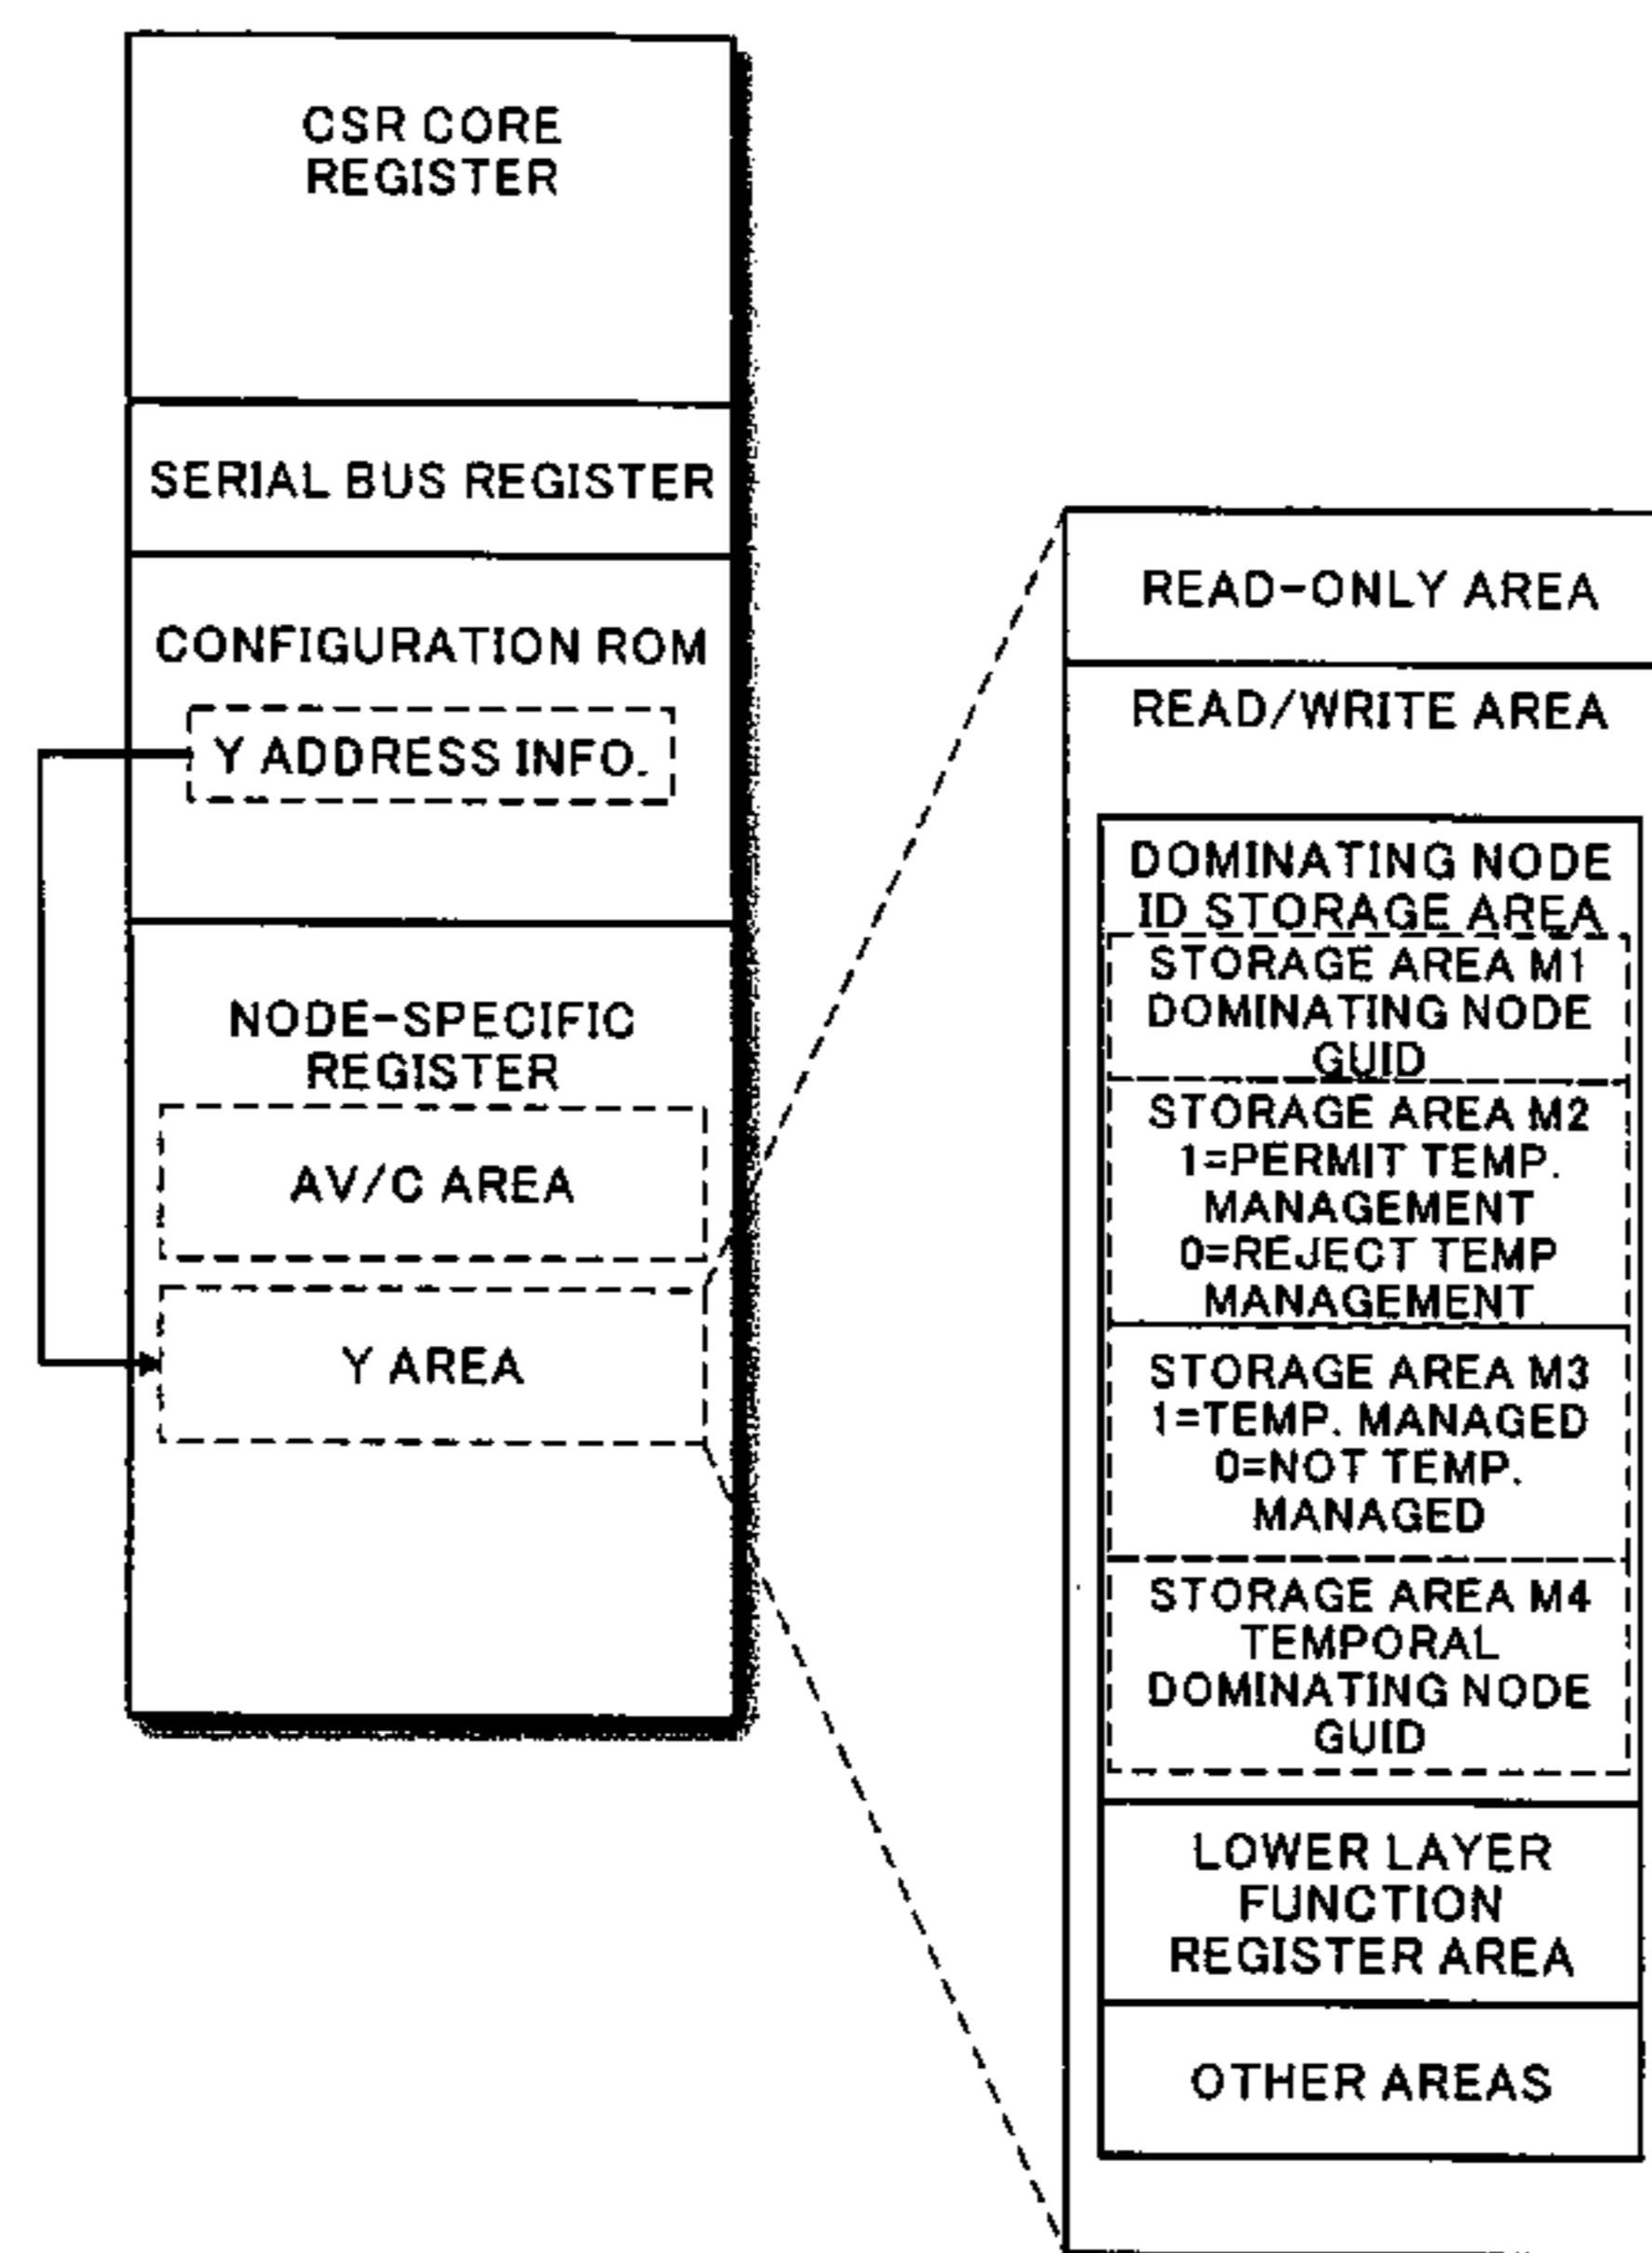 CSR CORE
REGISTER
SERIAL BUS REGISTER
CONFIGURATION ROM
Y ADDRESS INFO.
NODE-SPECIFIC
REGISTER
AV/C AREA
Y AREA
READ-ONLY AREA
READ/WRITE AREA
DOMINATING NODE
ID STORAGE AREA
STORAGE AREA M1
DOMINATING NODE
GUID
STORAGE AREA M2
1=PERMIT TEMP.
MANAGEMENT
0=REJECT TEMP
MANAGEMENT
STORAGE AREA M3
1=TEMP. MANAGED
0=NOT TEMP.
MANAGED
STORAGE AREA M4
TEMPORAL
DOMINATING NODE
GUID
LOWER LAYER
FUNCTION
REGISTER AREA
OTHER AREAS